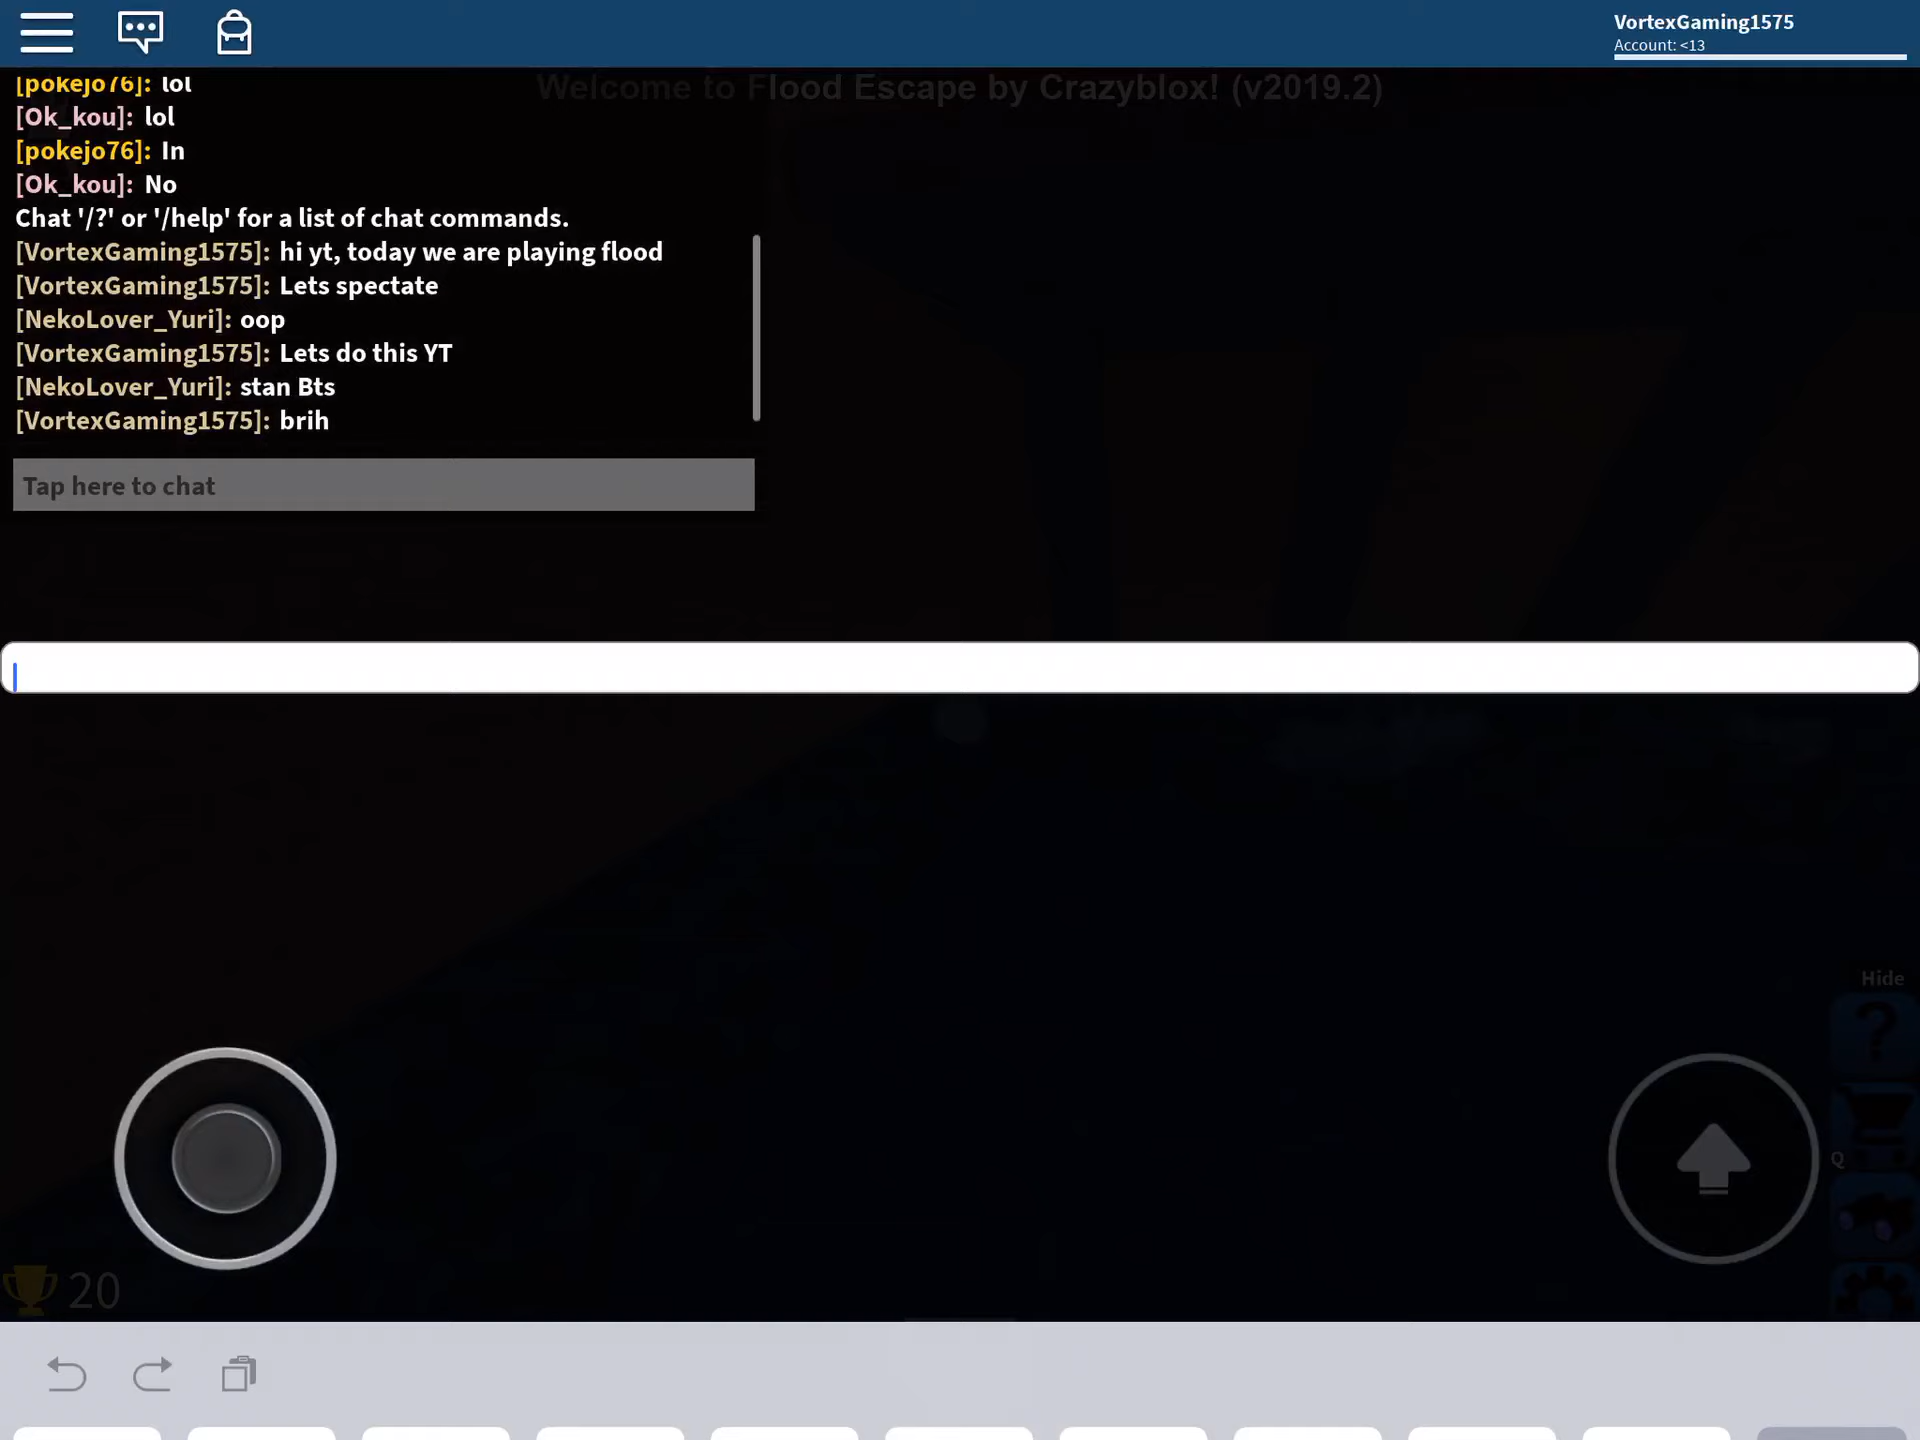 VortexGaming1575
Account: <13
Welcome to Flood Escape by Crazyblox! (v2019.2)
[pokejo76]: lol
[Ok_kou]: lol
[pokejo76]: In
[Ok_kou]: No
Chat '/?' or '/help' for a list of chat commands.
[VortexGaming1575]: hi yt, today we are playing flood
[VortexGaming1575]: Lets spectate
[NekoLover_Yuri]: oop
[VortexGaming1575]: Lets do this YT
[NekoLover_Yuri]: stan Bts
[VortexGaming1575]: brih
Tap here to chat
Hide
?
Q
20